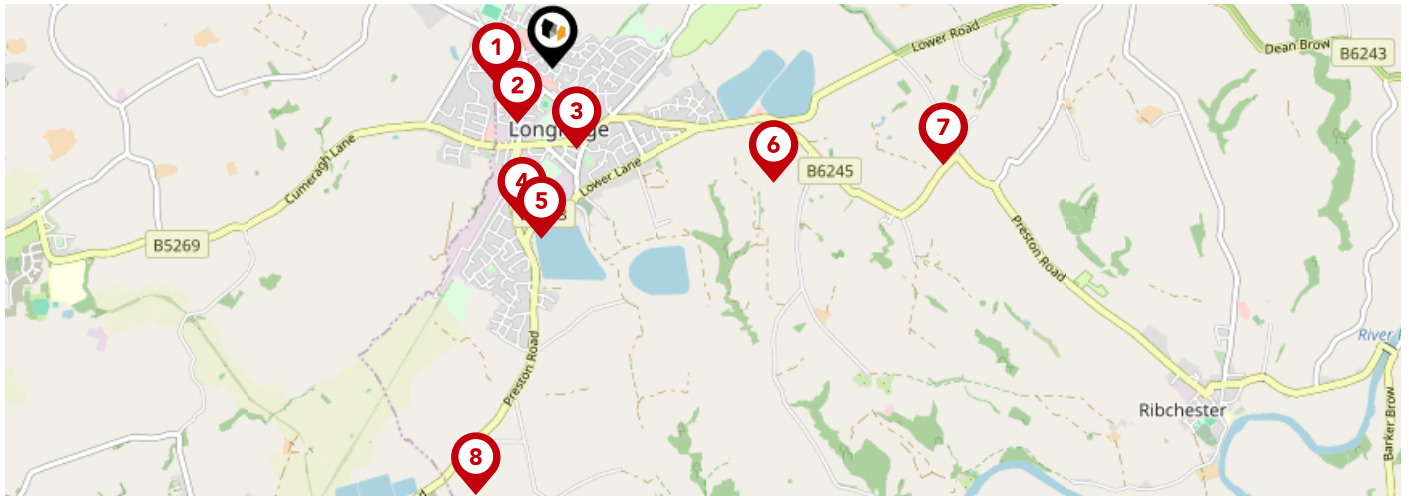 1
2
3
Longridge
4
5
6
7
8
Lower Road
Dean Brow
B6243
Cumeragh Lane
Lower Lane
B6245
B5269
Preston Road
Preston Road
Ribchester
River
Barker Brow